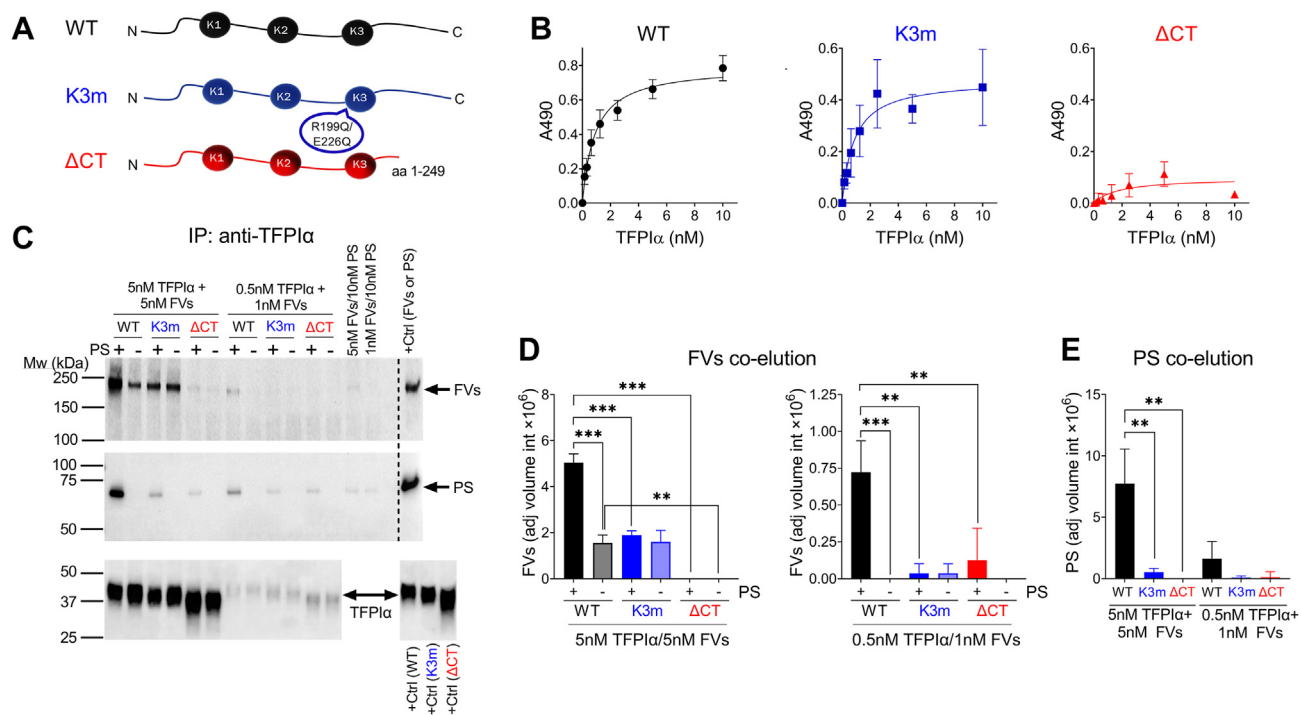 A
WT
N
K1
K2
K3
C
K3m
N
K1
K2
K3
C
R199Q/
E226Q
ΔCT
N
K1
K2
K3
aa 1-249
B
WT
A490
0.8
0.6
0.4
0.2
0.0
0 2 4 6 8 10
TFPIα (nM)
K3m
A490
0.6
0.4
0.2
0.0
0 2 4 6 8 10
TFPIα (nM)
ΔCT
A490
0.6
0.4
0.2
0.0
0 2 4 6 8 10
TFPIα (nM)
C
IP: anti-TFPIα
5nM TFPIα +
5nM FVs
0.5nM TFPIα +
1nM FVs
5nM FVs/10nM PS
1nM FVs/10nM PS
+Ctrl (FVs or PS)
WT K3m ΔCT WT K3m ΔCT
PS + - + - + - + - + - + -
Mw (kDa)
250
150
100
FVs
100
75
50
PS
50
37
25
TFPIα
+Ctrl (WT)
+Ctrl (K3m)
+Ctrl (ΔCT)
D
FVs co-elution
FVs (adj volume int ×10⁶)
8
6
4
2
0
***
***
***
**
+ - + - + - PS
WT K3m ΔCT
5nM TFPIα/5nM FVs
FVs (adj volume int ×10⁶)
1.25
1.00
0.75
0.50
0.25
0.00
**
**
***
+ - + - + - PS
WT K3m ΔCT
0.5nM TFPIα/1nM FVs
E
PS co-elution
PS (adj volume int ×10⁶)
15
10
5
0
**
**
WT K3m ΔCT WT K3m ΔCT
5nM TFPIα+
5nM FVs
0.5nM TFPIα+
1nM FVs